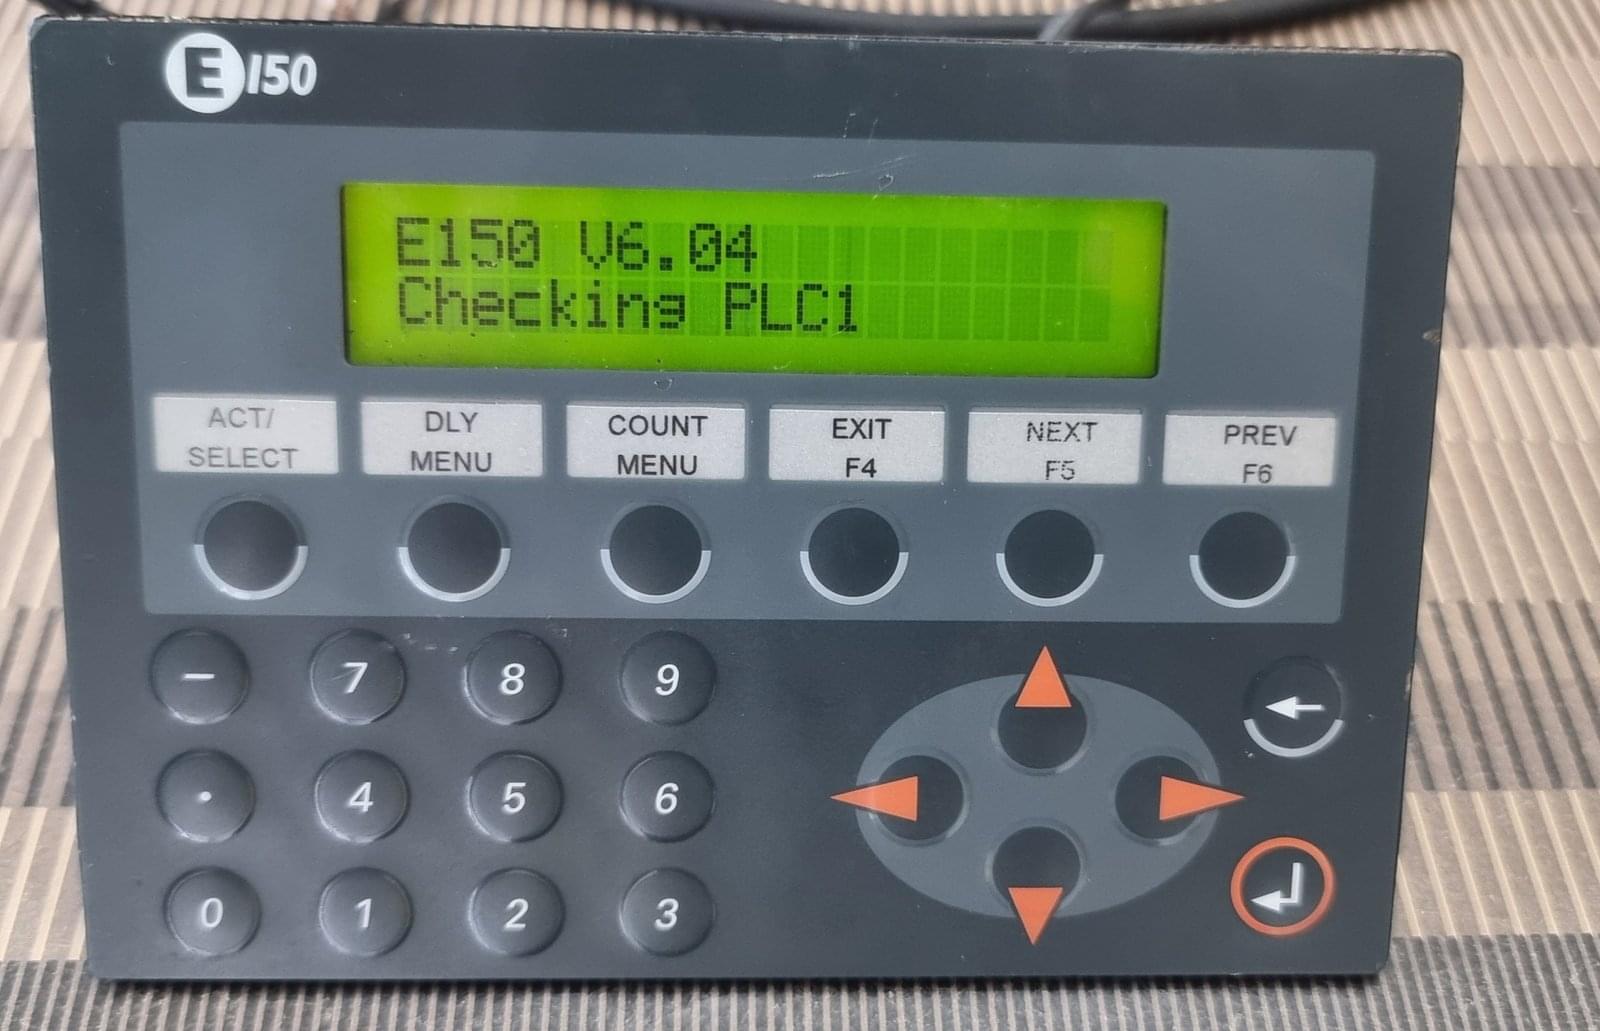 E150
E150 V6.04
Checking PLC1
ACT/
SELECT
DLY
MENU
COUNT
MENU
EXIT
F4
NEXT
F5
PREV
F6
- 7 8 9
. 4 5 6
0 1 2 3